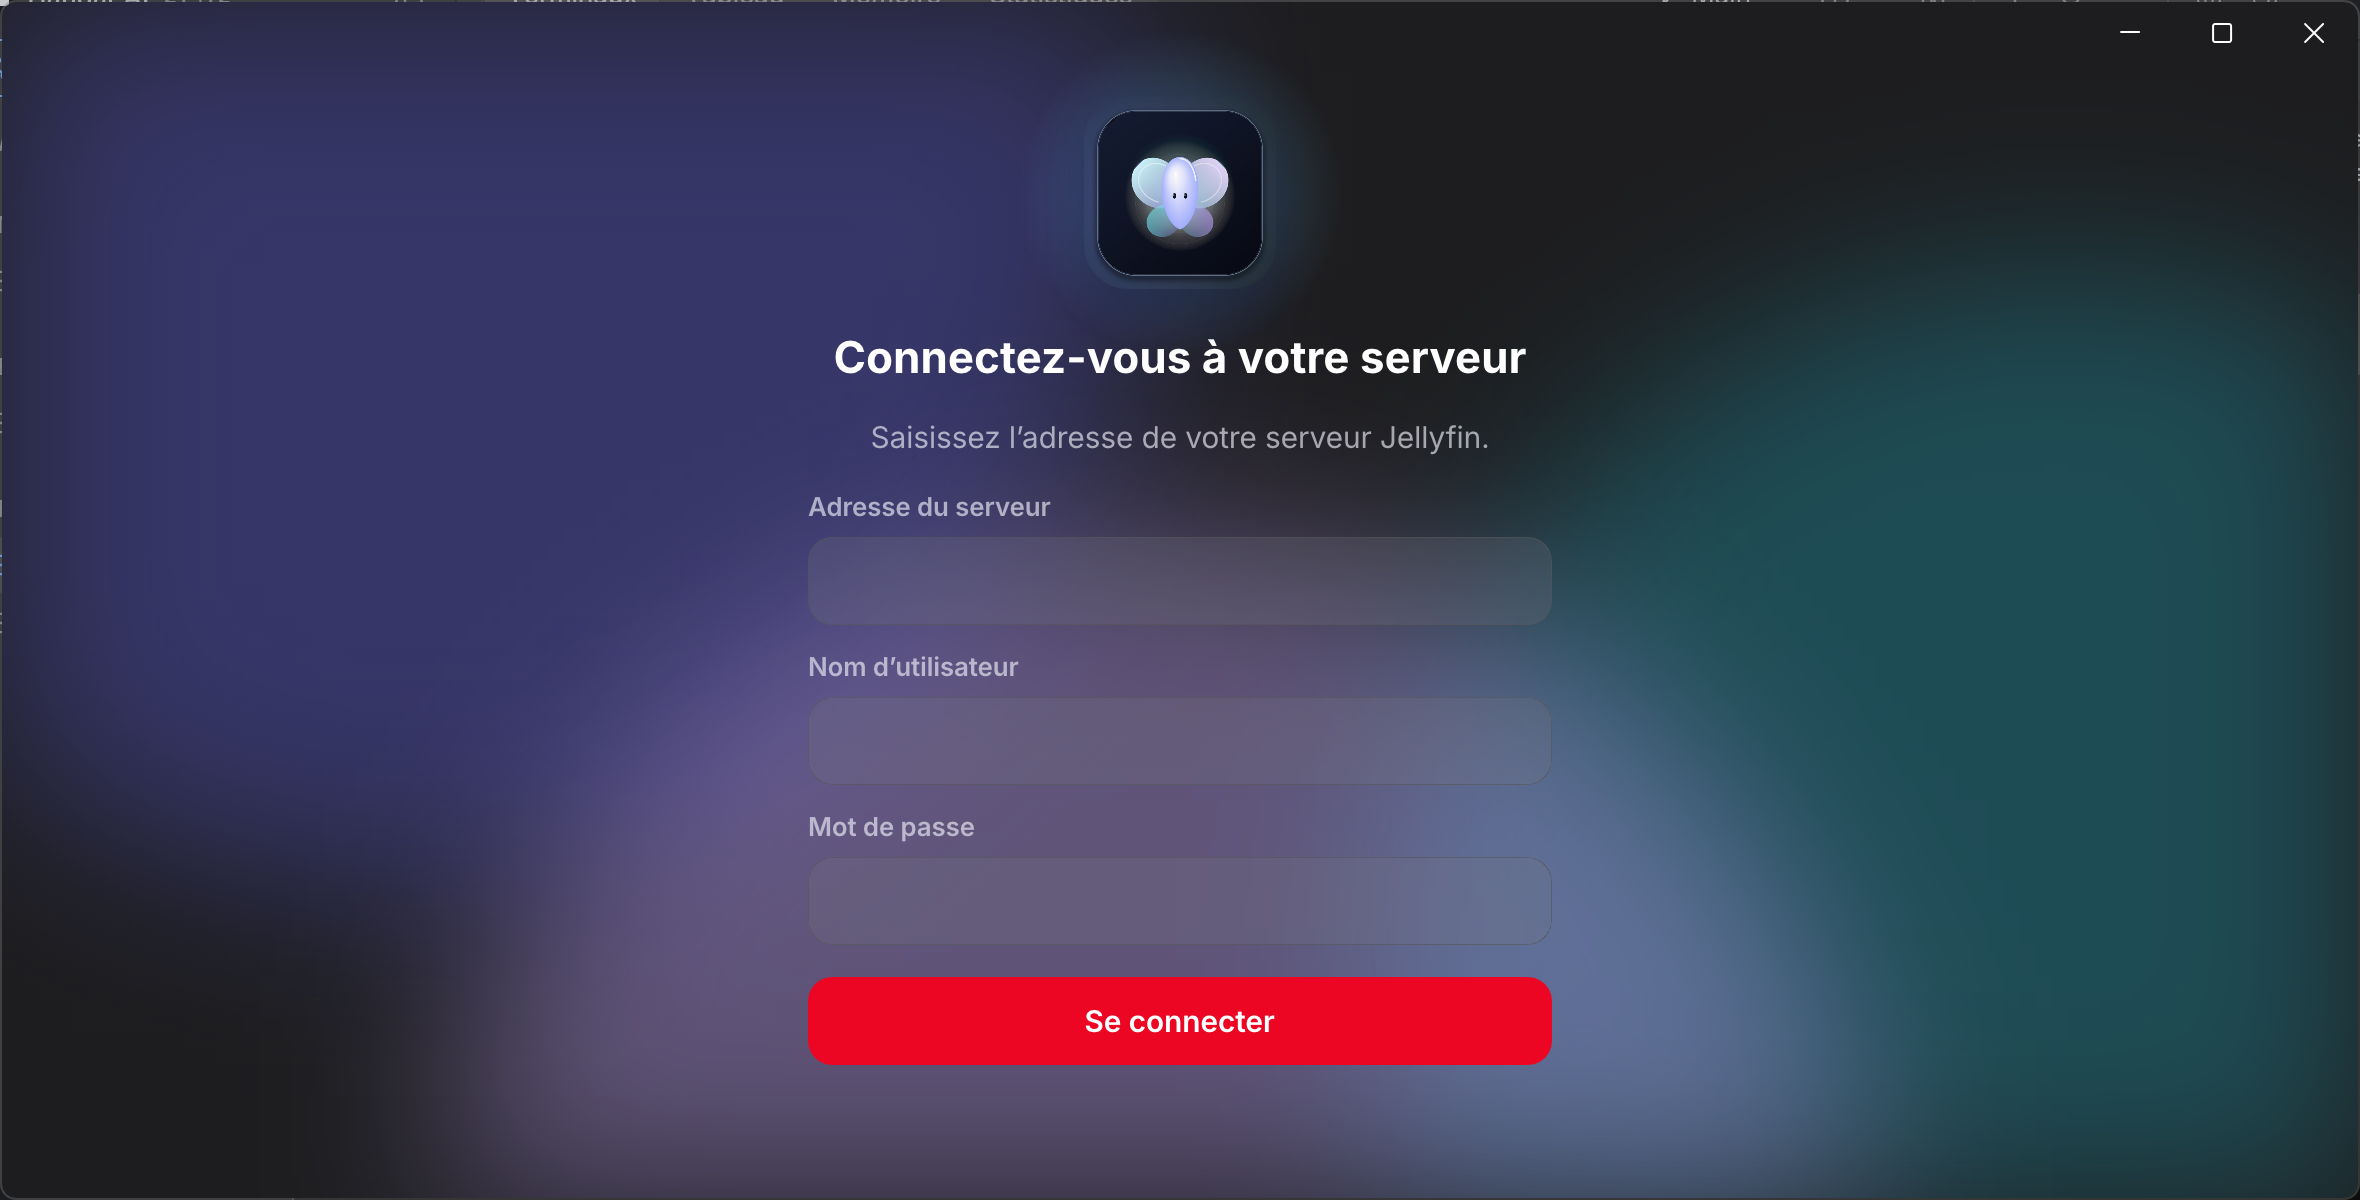 Connectez-vous à votre serveur
Saisissez l’adresse de votre serveur Jellyfin.
Adresse du serveur
Nom d’utilisateur
Mot de passe
Se connecter